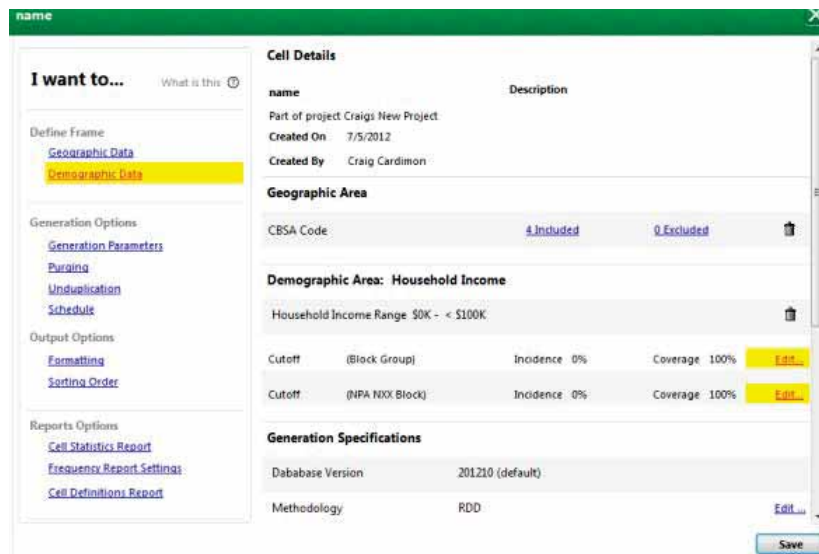 name
I want to... What is this
Define Frame
Geographic Data
Demographic Data
Generation Options
Generation Parameters
Purging
Unduplication
Schedule
Output Options
Formatting
Sorting Order
Reports Options
Cell Statistics Report
Frequency Report Settings
Cell Definitions Report
Cell Details
name Description
Part of project Craigs New Project
Created On 7/5/2012
Created By Craig Cardimon
Geographic Area
CBSA Code 4 Included 0 Excluded
Demographic Area: Household Income
Household Income Range $0K - < $100K
Cutoff (Block Group) Incidence 0% Coverage 100% Edit...
Cutoff (NPA NXX Block) Incidence 0% Coverage 100% Edit...
Generation Specifications
Dababase Version 201210 (default)
Methodology RDD Edit ...
Save